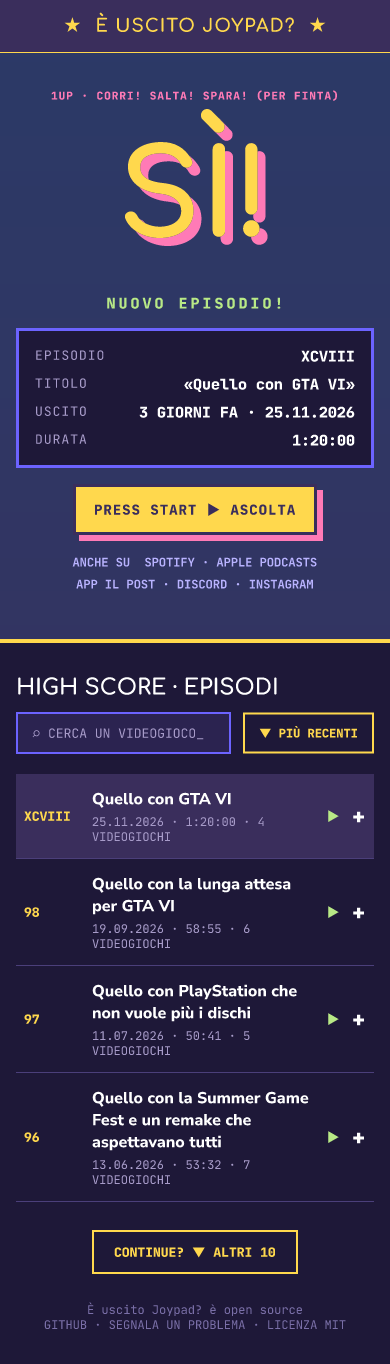 ★ È USCITO JOYPAD? ★
1UP · CORRI! SALTA! SPARA! (PER FINTA)
SÌ!
NUOVO EPISODIO!
EPISODIO XCVIII
TITOLO «Quello con GTA VI»
USCITO 3 GIORNI FA · 25.11.2026
DURATA 1:20:00
PRESS START ▶ ASCOLTA
ANCHE SU SPOTIFY · APPLE PODCASTS
APP IL POST · DISCORD · INSTAGRAM
HIGH SCORE · EPISODI
⌕ CERCA UN VIDEOGIOCO_
▼ PIÙ RECENTI
XCVIII
Quello con GTA VI
25.11.2026 · 1:20:00 · 4
VIDEOGIOCHI
▶ +
98
Quello con la lunga attesa
per GTA VI
19.09.2026 · 58:55 · 6
VIDEOGIOCHI
▶ +
97
Quello con PlayStation che
non vuole più i dischi
11.07.2026 · 50:41 · 5
VIDEOGIOCHI
▶ +
96
Quello con la Summer Game
Fest e un remake che
aspettavano tutti
13.06.2026 · 53:32 · 7
VIDEOGIOCHI
▶ +
CONTINUE? ▼ ALTRI 10
È uscito Joypad? è open source
GITHUB · SEGNALA UN PROBLEMA · LICENZA MIT